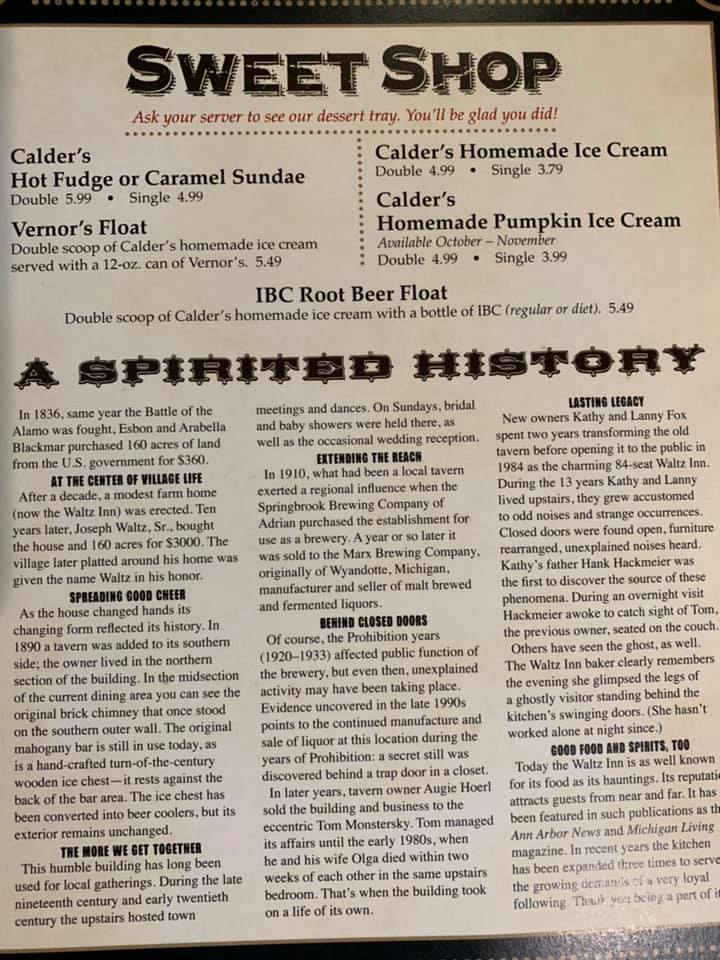 SWEET SHOP
Ask your server to see our dessert tray. You'll be glad you did!
Calder's
Hot Fudge or Caramel Sundae
Double 5.99 • Single 4.99
Vernor's Float
Double scoop of Calder's homemade ice cream
served with a 12-oz. can of Vernor's. 5.49
Calder's Homemade Ice Cream
Double 4.99 • Single 3.79
Calder's
Homemade Pumpkin Ice Cream
Available October – November
Double 4.99 • Single 3.99
IBC Root Beer Float
Double scoop of Calder's homemade ice cream with a bottle of IBC (regular or diet). 5.49
A SPIRITED HISTORY
In 1836, same year the Battle of the
Alamo was fought, Esbon and Arabella
Blackmar purchased 160 acres of land
from the U.S. government for $360.
AT THE CENTER OF VILLAGE LIFE
After a decade, a modest farm home
(now the Waltz Inn) was erected. Ten
years later, Joseph Waltz, Sr., bought
the house and 160 acres for $3000. The
village later platted around his home was
given the name Waltz in his honor.
SPREADING GOOD CHEER
As the house changed hands its
changing form reflected its history. In
1890 a tavern was added to its southern
side; the owner lived in the northern
section of the building. In the midsection
of the current dining area you can see the
original brick chimney that once stood
on the southern outer wall. The original
mahogany bar is still in use today, as
is a hand-crafted turn-of-the-century
wooden ice chest—it rests against the
back of the bar area. The ice chest has
been converted into beer coolers, but its
exterior remains unchanged.
THE MORE WE GET TOGETHER
This humble building has long been
used for local gatherings. During the late
nineteenth century and early twentieth
century the upstairs hosted town
meetings and dances. On Sundays, bridal
and baby showers were held there, as
well as the occasional wedding reception.
EXTENDING THE REACH
In 1910, what had been a local tavern
exerted a regional influence when the
Springbrook Brewing Company of
Adrian purchased the establishment for
use as a brewery. A year or so later it
was sold to the Marx Brewing Company,
originally of Wyandotte, Michigan,
manufacturer and seller of malt brewed
and fermented liquors.
BEHIND CLOSED DOORS
Of course, the Prohibition years
(1920–1933) affected public function of
the brewery, but even then, unexplained
activity may have been taking place.
Evidence uncovered in the late 1990s
points to the continued manufacture and
sale of liquor at this location during the
years of Prohibition: a secret still was
discovered behind a trap door in a closet.
In later years, tavern owner Augie Hoerl
sold the building and business to the
eccentric Tom Monstersky. Tom managed
its affairs until the early 1980s, when
he and his wife Olga died within two
weeks of each other in the same upstairs
bedroom. That's when the building took
on a life of its own.
LASTING LEGACY
New owners Kathy and Lanny Fox
spent two years transforming the old
tavern before opening it to the public in
1984 as the charming 84-seat Waltz Inn.
During the 13 years Kathy and Lanny
lived upstairs, they grew accustomed
to odd noises and strange occurrences.
Closed doors were found open, furniture
rearranged, unexplained noises heard.
Kathy's father Hank Hackmeier was
the first to discover the source of these
phenomena. During an overnight visit
Hackmeier awoke to catch sight of Tom,
the previous owner, seated on the couch.
Others have seen the ghost, as well.
The Waltz Inn baker clearly remembers
the evening she glimpsed the legs of
a ghostly visitor standing behind the
kitchen's swinging doors. (She hasn't
worked alone at night since.)
GOOD FOOD AND SPIRITS, TOO
Today the Waltz Inn is as well known
for its food as its hauntings. Its reputati
attracts guests from near and far. It has
been featured in such publications as th
Ann Arbor News and Michigan Living
magazine. In recent years the kitchen
has been expanded three times to serve
the growing demands of a very loyal
following. Thank you being a part of it